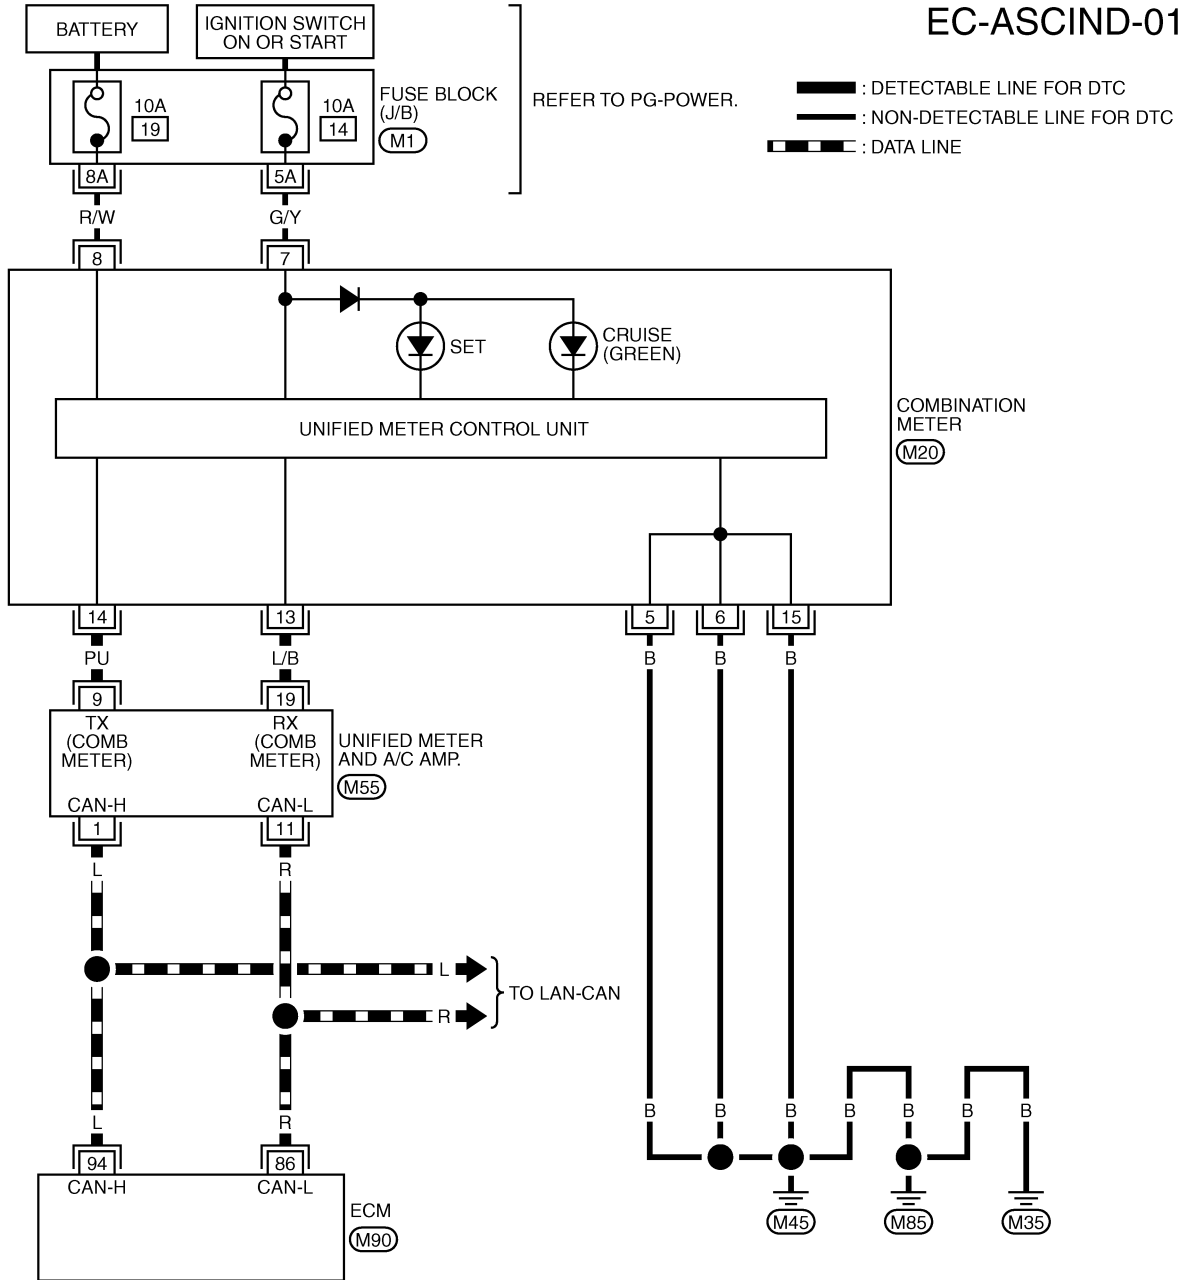 EC-ASCIND-01
BATTERY
IGNITION SWITCH
ON OR START
10A
19
10A
14
FUSE BLOCK
(J/B)
M1
REFER TO PG-POWER.
: DETECTABLE LINE FOR DTC
: NON-DETECTABLE LINE FOR DTC
: DATA LINE
8A
5A
R/W
G/Y
8
7
SET
CRUISE
(GREEN)
UNIFIED METER CONTROL UNIT
COMBINATION
METER
M20
14
13
5
6
15
PU
L/B
B
B
B
9
19
TX
(COMB
METER)
RX
(COMB
METER)
UNIFIED METER
AND A/C AMP.
M55
CAN-H
CAN-L
1
11
L
R
L
R
TO LAN-CAN
L
R
B
B
B
B
B
B
B
94
86
CAN-H
CAN-L
ECM
M90
M45
M85
M35